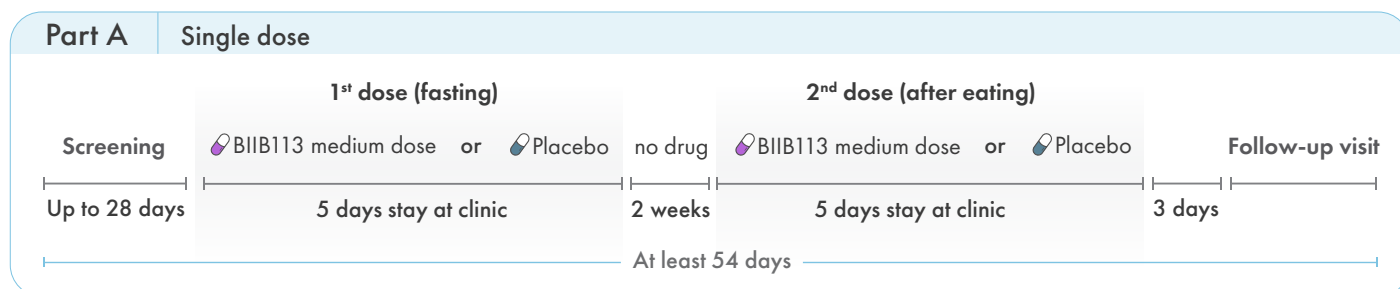 Part A Single dose
1st dose (fasting) 2nd dose (after eating)
Screening BIIB113 medium dose or Placebo no drug BIIB113 medium dose or Placebo Follow-up visit
Up to 28 days 5 days stay at clinic 2 weeks 5 days stay at clinic 3 days
At least 54 days